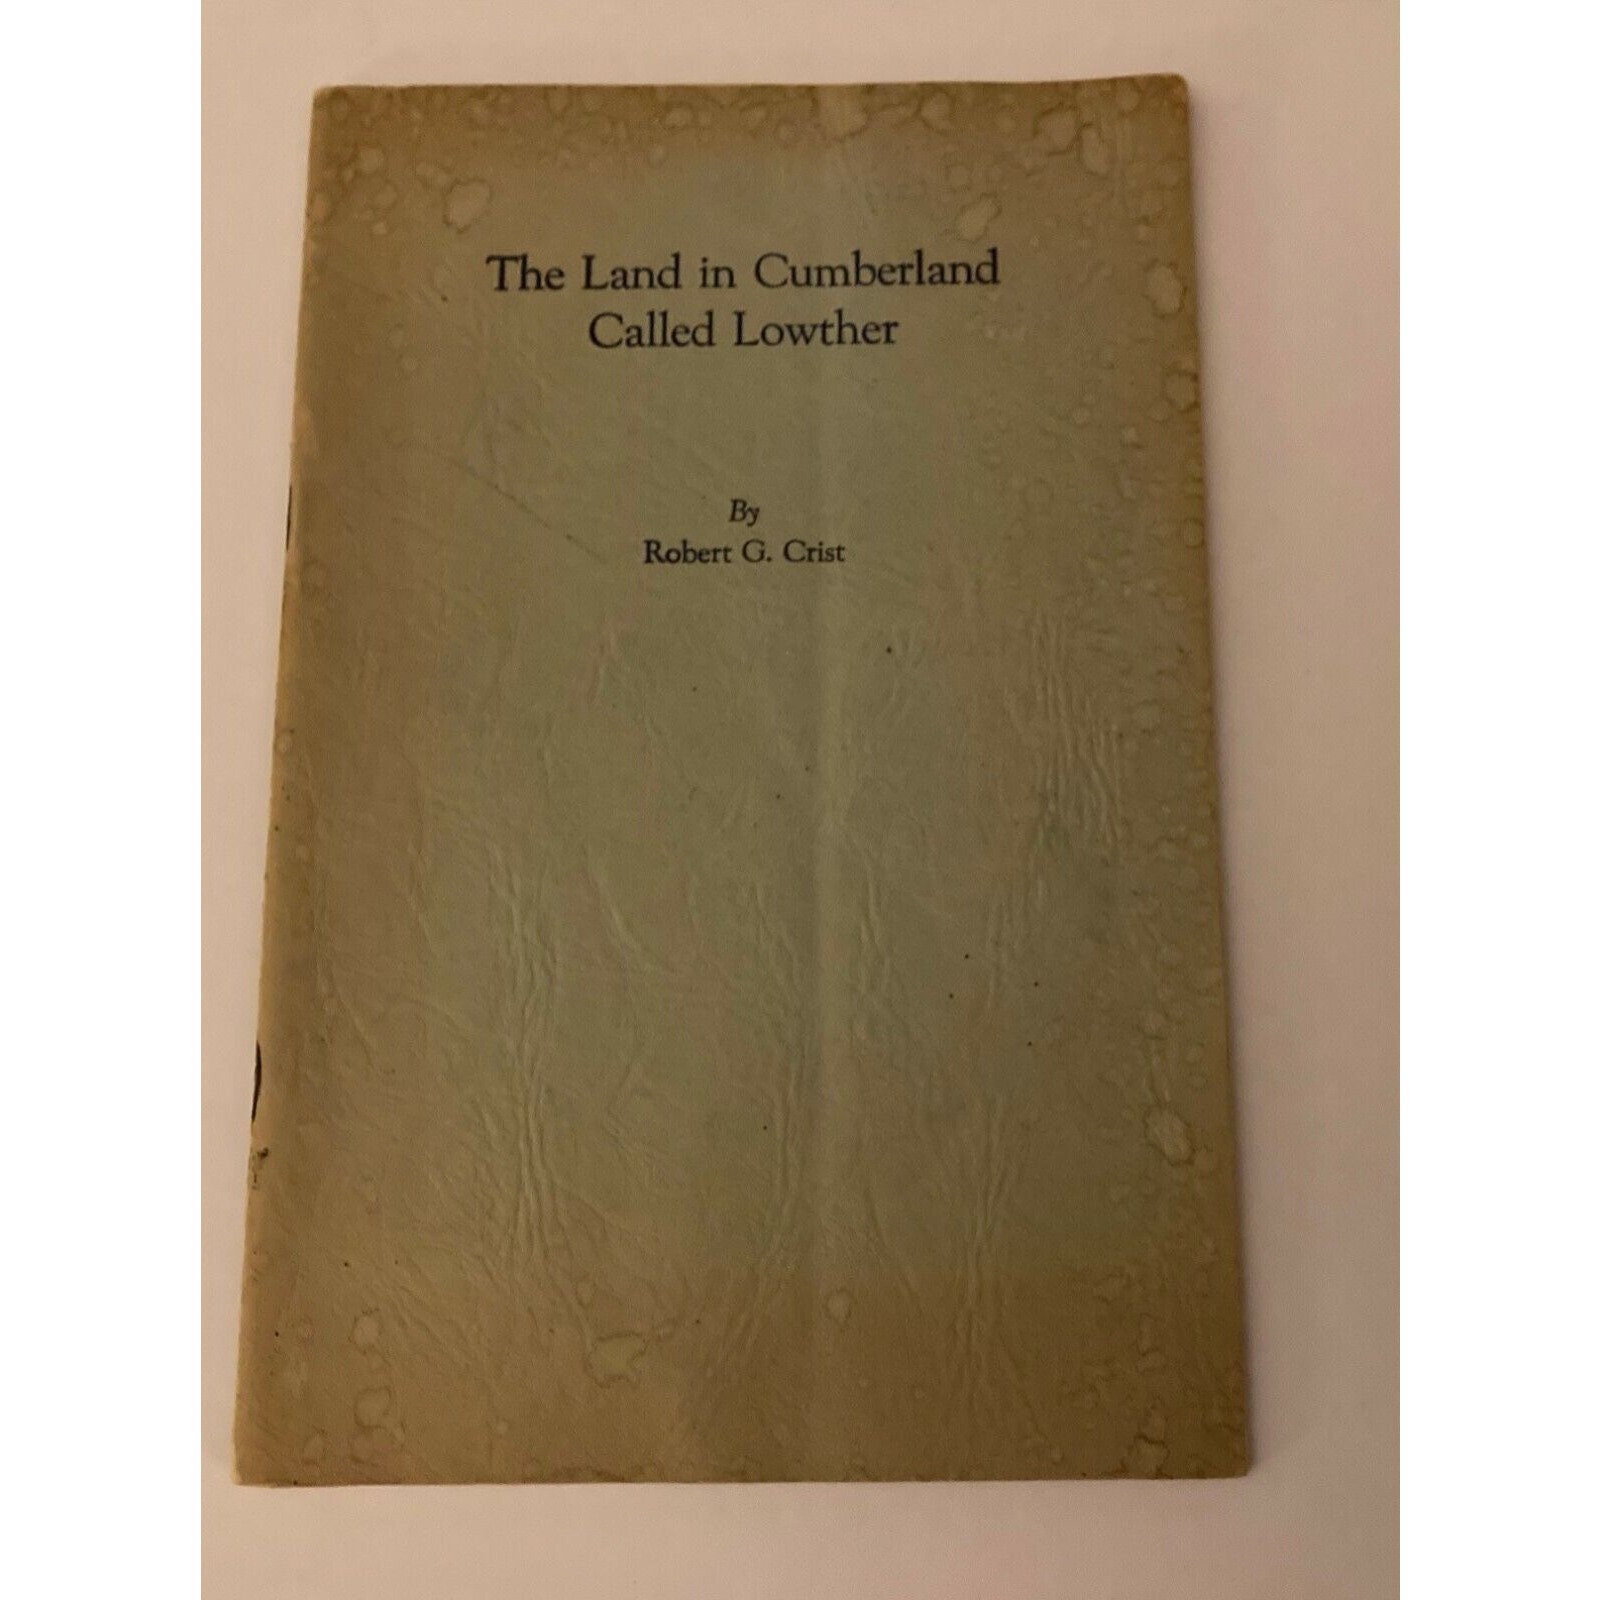 The Land in Cumberland
Called Lowther
By
Robert G. Crist